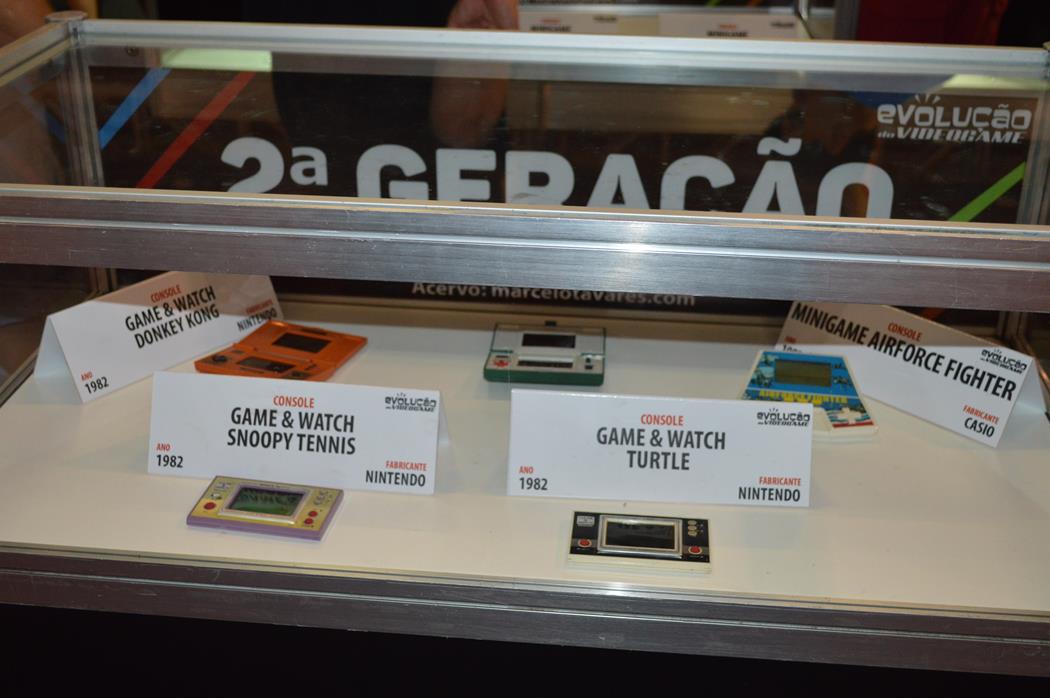 evolução
do VIDEOGAME
2ª GERAÇÃO
Acervo: marcelotavares.com
CONSOLE
GAME & WATCH
DONKEY KONG
ANO
1982
NINTENDO
CONSOLE
MINIGAME AIRFORCE FIGHTER
ANO
evolução
do VIDEOGAME
FABRICANTE
CASIO
CONSOLE
GAME & WATCH
SNOOPY TENNIS
evolução
do VIDEOGAME
ANO
1982
FABRICANTE
NINTENDO
CONSOLE
GAME & WATCH
TURTLE
evolução
do VIDEOGAME
ANO
1982
FABRICANTE
NINTENDO